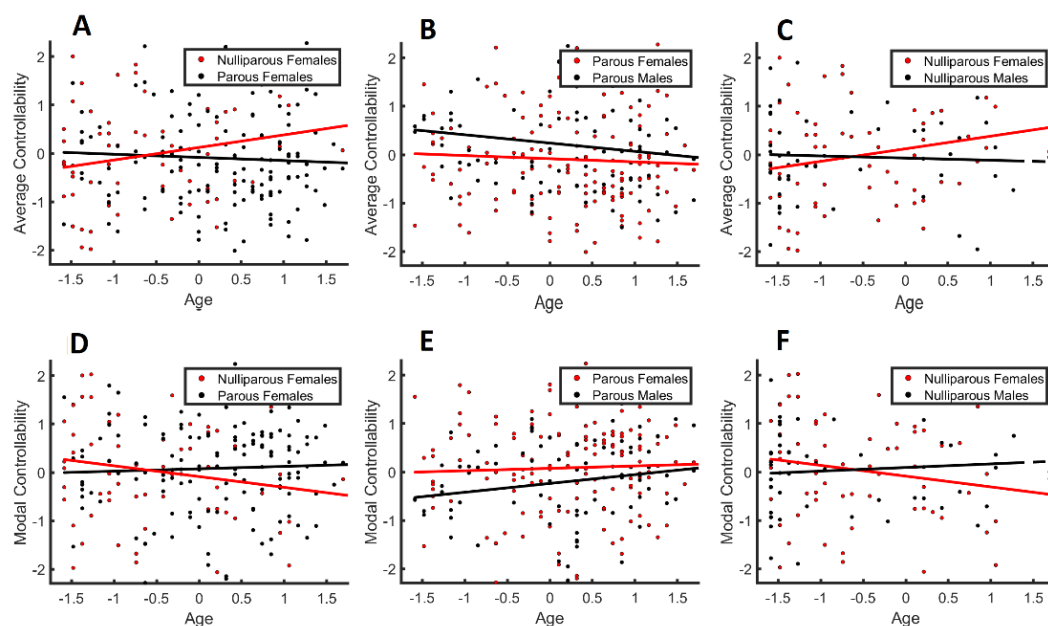 A
Nulliparous Females
Parous Females
Average Controllability
2
1
0
-1
-2
-1.5 -1 -0.5 0 0.5 1 1.5
Age
B
Parous Females
Parous Males
Average Controllability
2
1
0
-1
-2
-1.5 -1 -0.5 0 0.5 1 1.5
Age
C
Nulliparous Females
Nulliparous Males
Average Controllability
2
1
0
-1
-2
-1.5 -1 -0.5 0 0.5 1 1.5
Age
D
Nulliparous Females
Parous Females
Modal Controllability
2
1
0
-1
-2
-1.5 -1 -0.5 0 0.5 1 1.5
Age
E
Parous Females
Parous Males
Modal Controllability
2
1
0
-1
-2
-1.5 -1 -0.5 0 0.5 1 1.5
Age
F
Nulliparous Females
Nulliparous Males
Modal Controllability
2
1
0
-1
-2
-1.5 -1 -0.5 0 0.5 1 1.5
Age